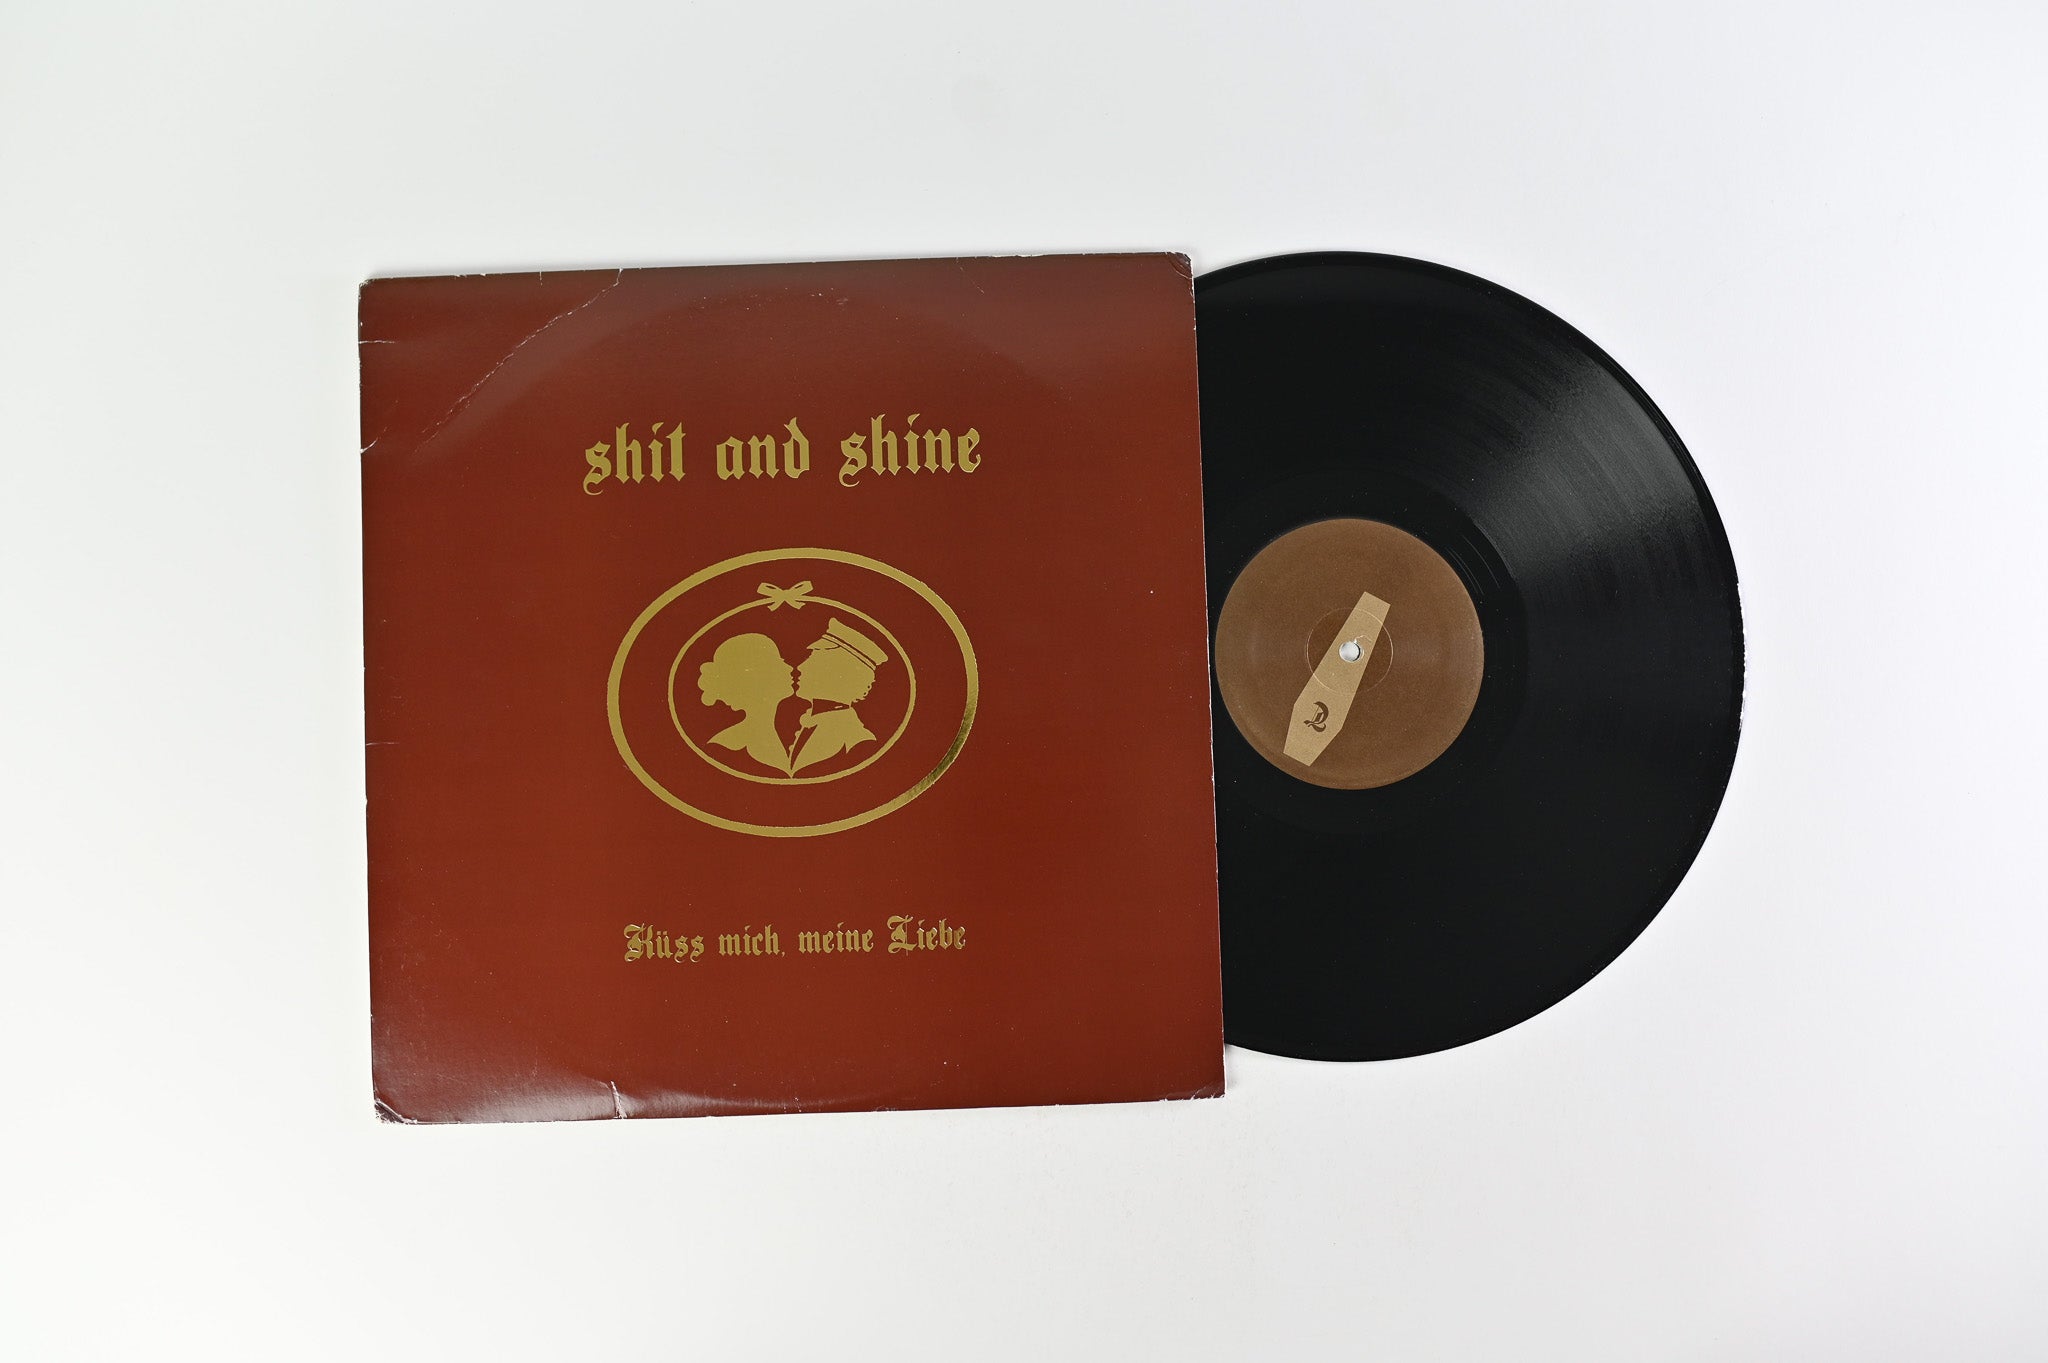 shit and shine
Küss mich, meine Liebe